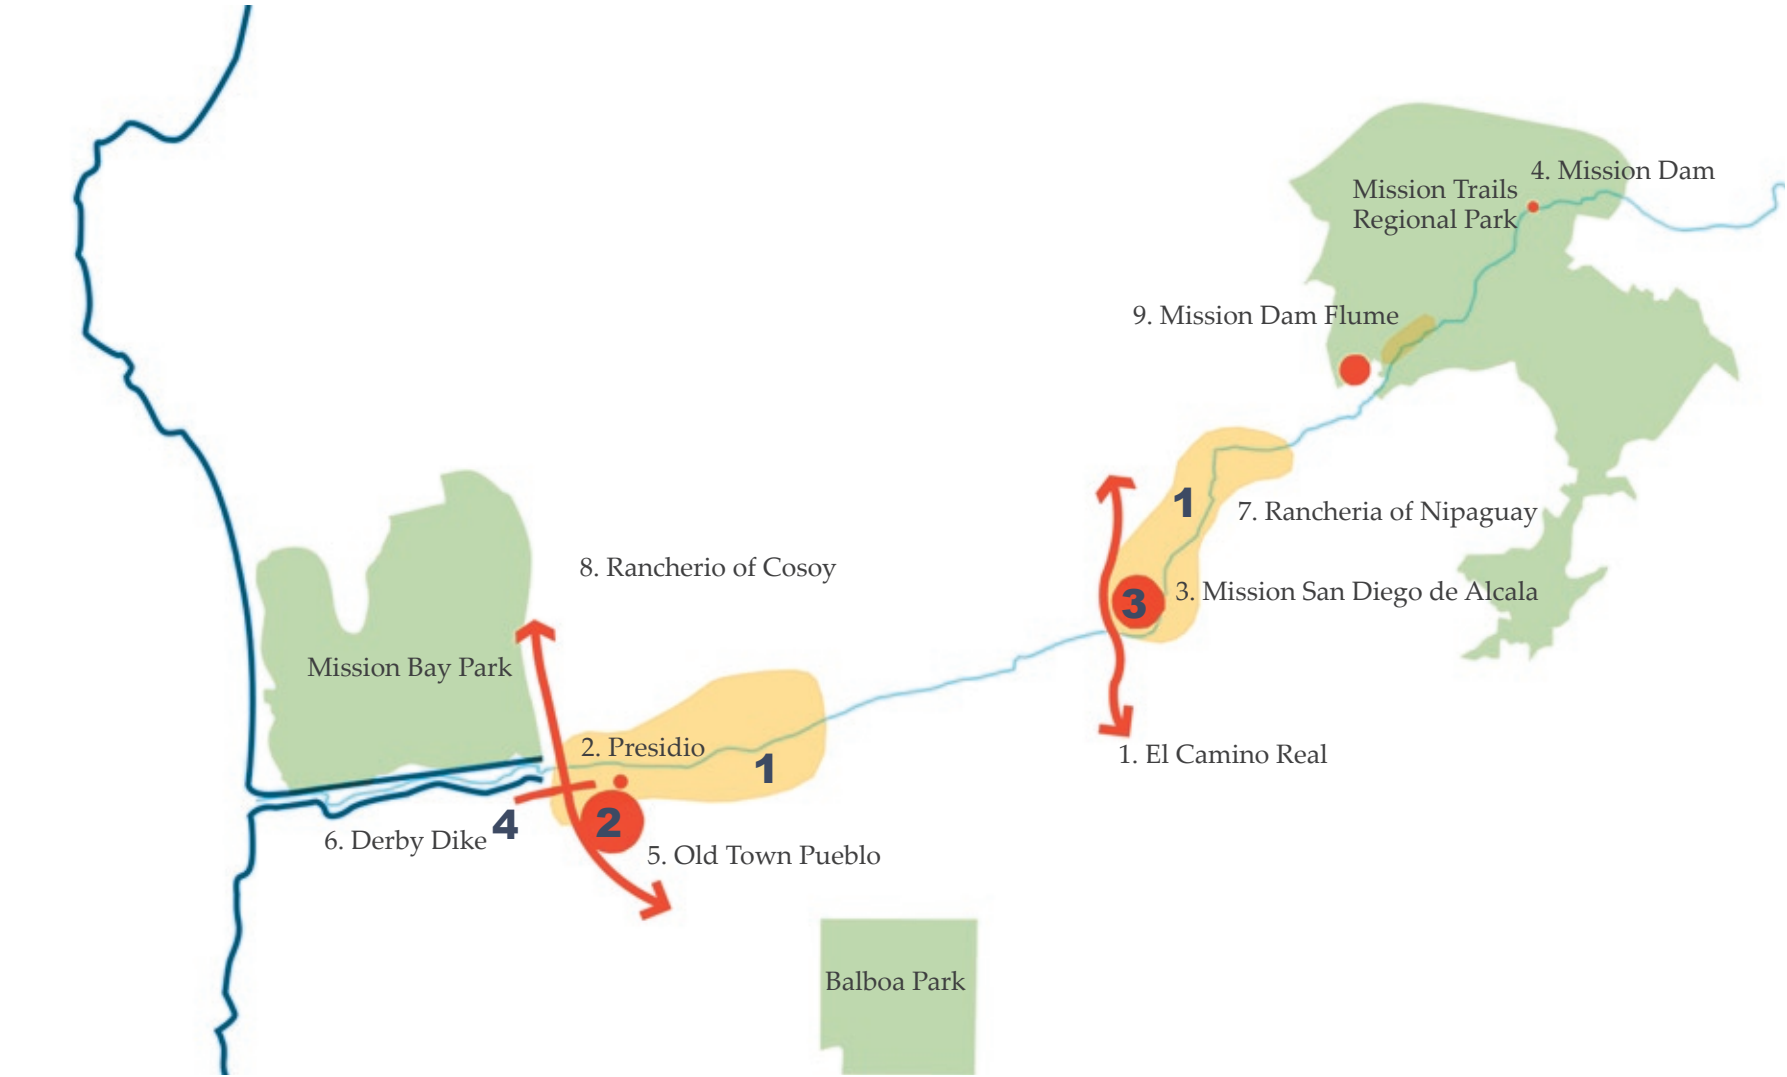 4. Mission Dam
Mission Trails
Regional Park
9. Mission Dam Flume
1
7. Rancheria of Nipaguay
8. Rancherio of Cosoy
3
3. Mission San Diego de Alcala
Mission Bay Park
2. Presidio
1
1. El Camino Real
6. Derby Dike
4
2
5. Old Town Pueblo
Balboa Park